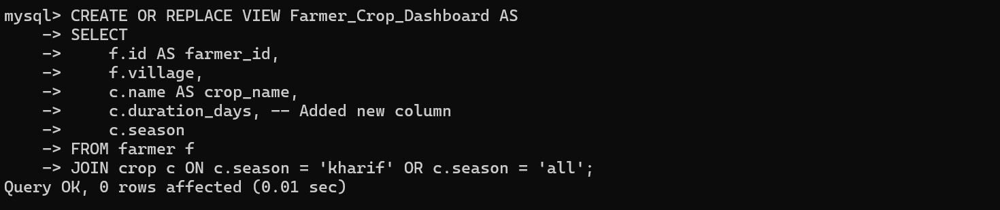 mysql> CREATE OR REPLACE VIEW Farmer_Crop_Dashboard AS
    -> SELECT
    ->     f.id AS farmer_id,
    ->     f.village,
    ->     c.name AS crop_name,
    ->     c.duration_days, -- Added new column
    ->     c.season
    -> FROM farmer f
    -> JOIN crop c ON c.season = 'kharif' OR c.season = 'all';
Query OK, 0 rows affected (0.01 sec)